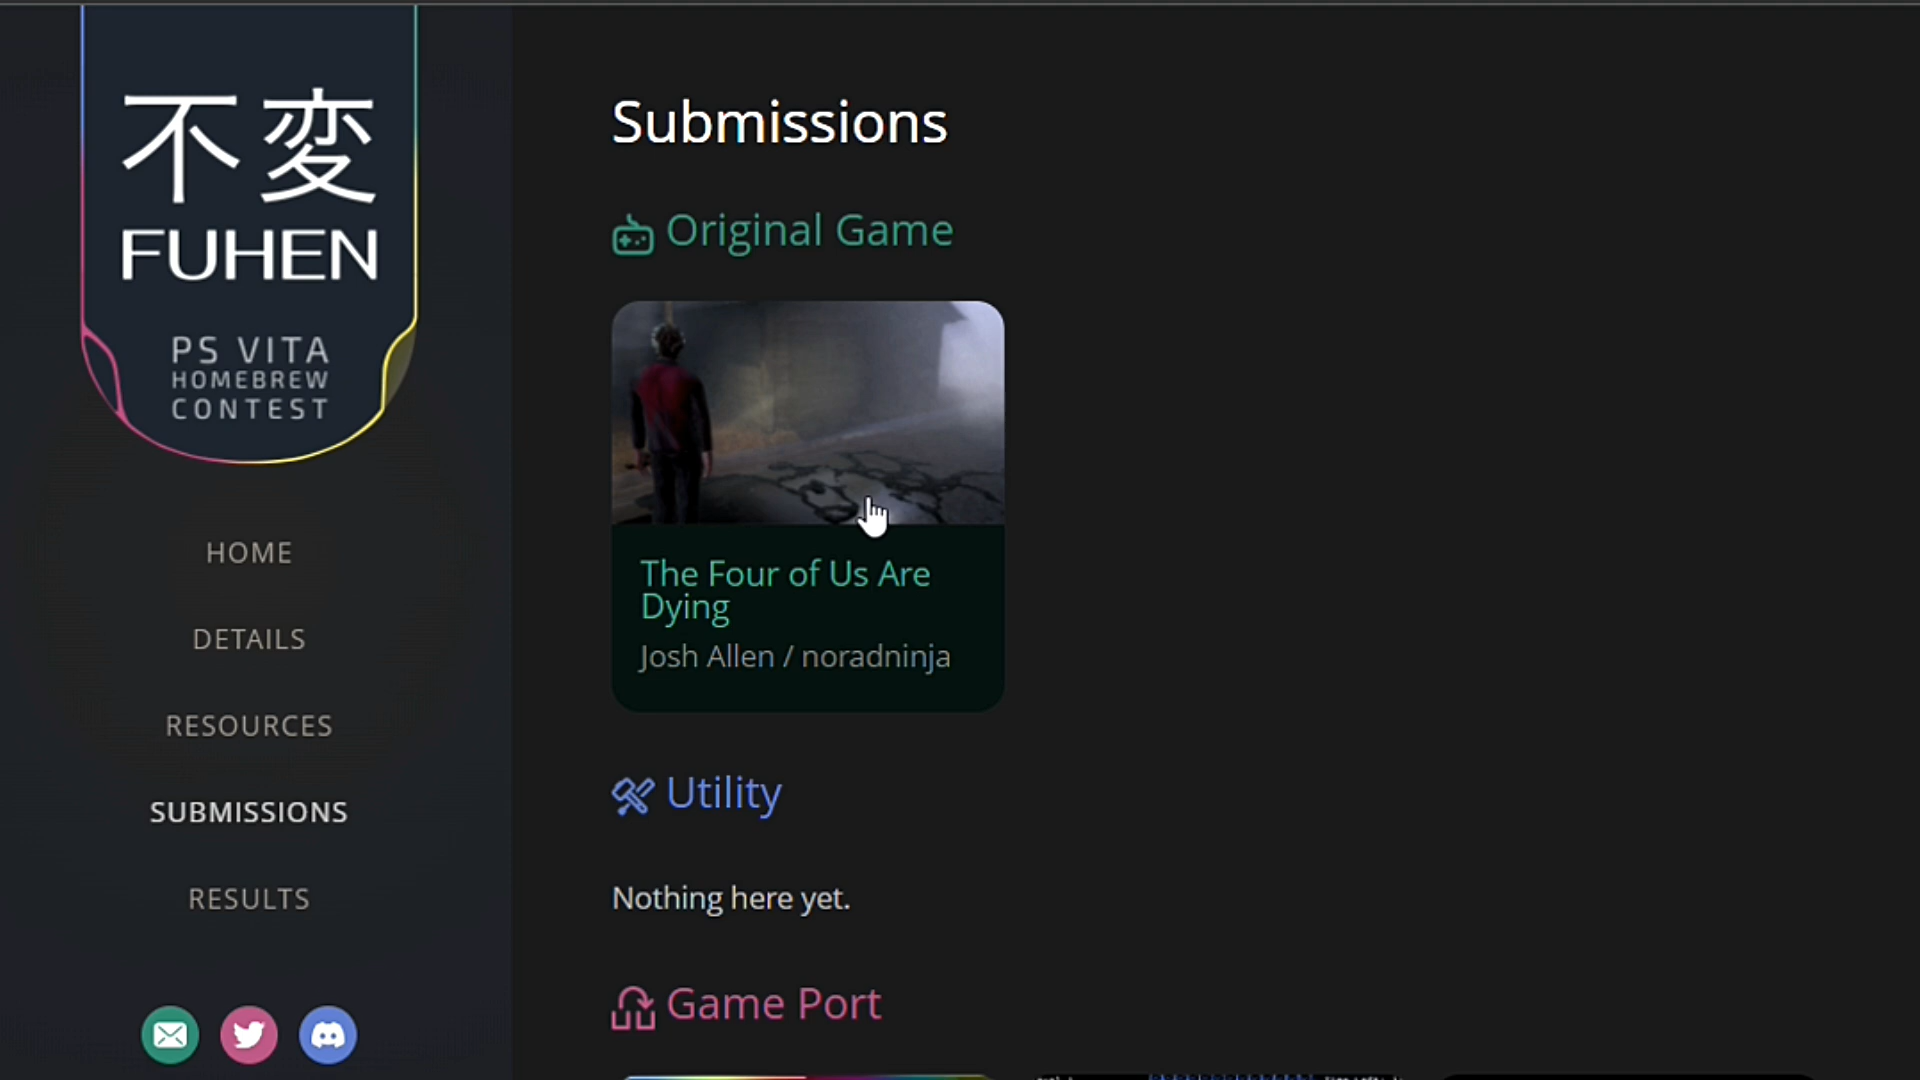 不変
FUHEN
PS VITA
HOMEBREW
CONTEST
HOME
DETAILS
RESOURCES
SUBMISSIONS
RESULTS
Submissions
Original Game
The Four of Us Are
Dying
Josh Allen / noradninja
Utility
Nothing here yet.
Game Port